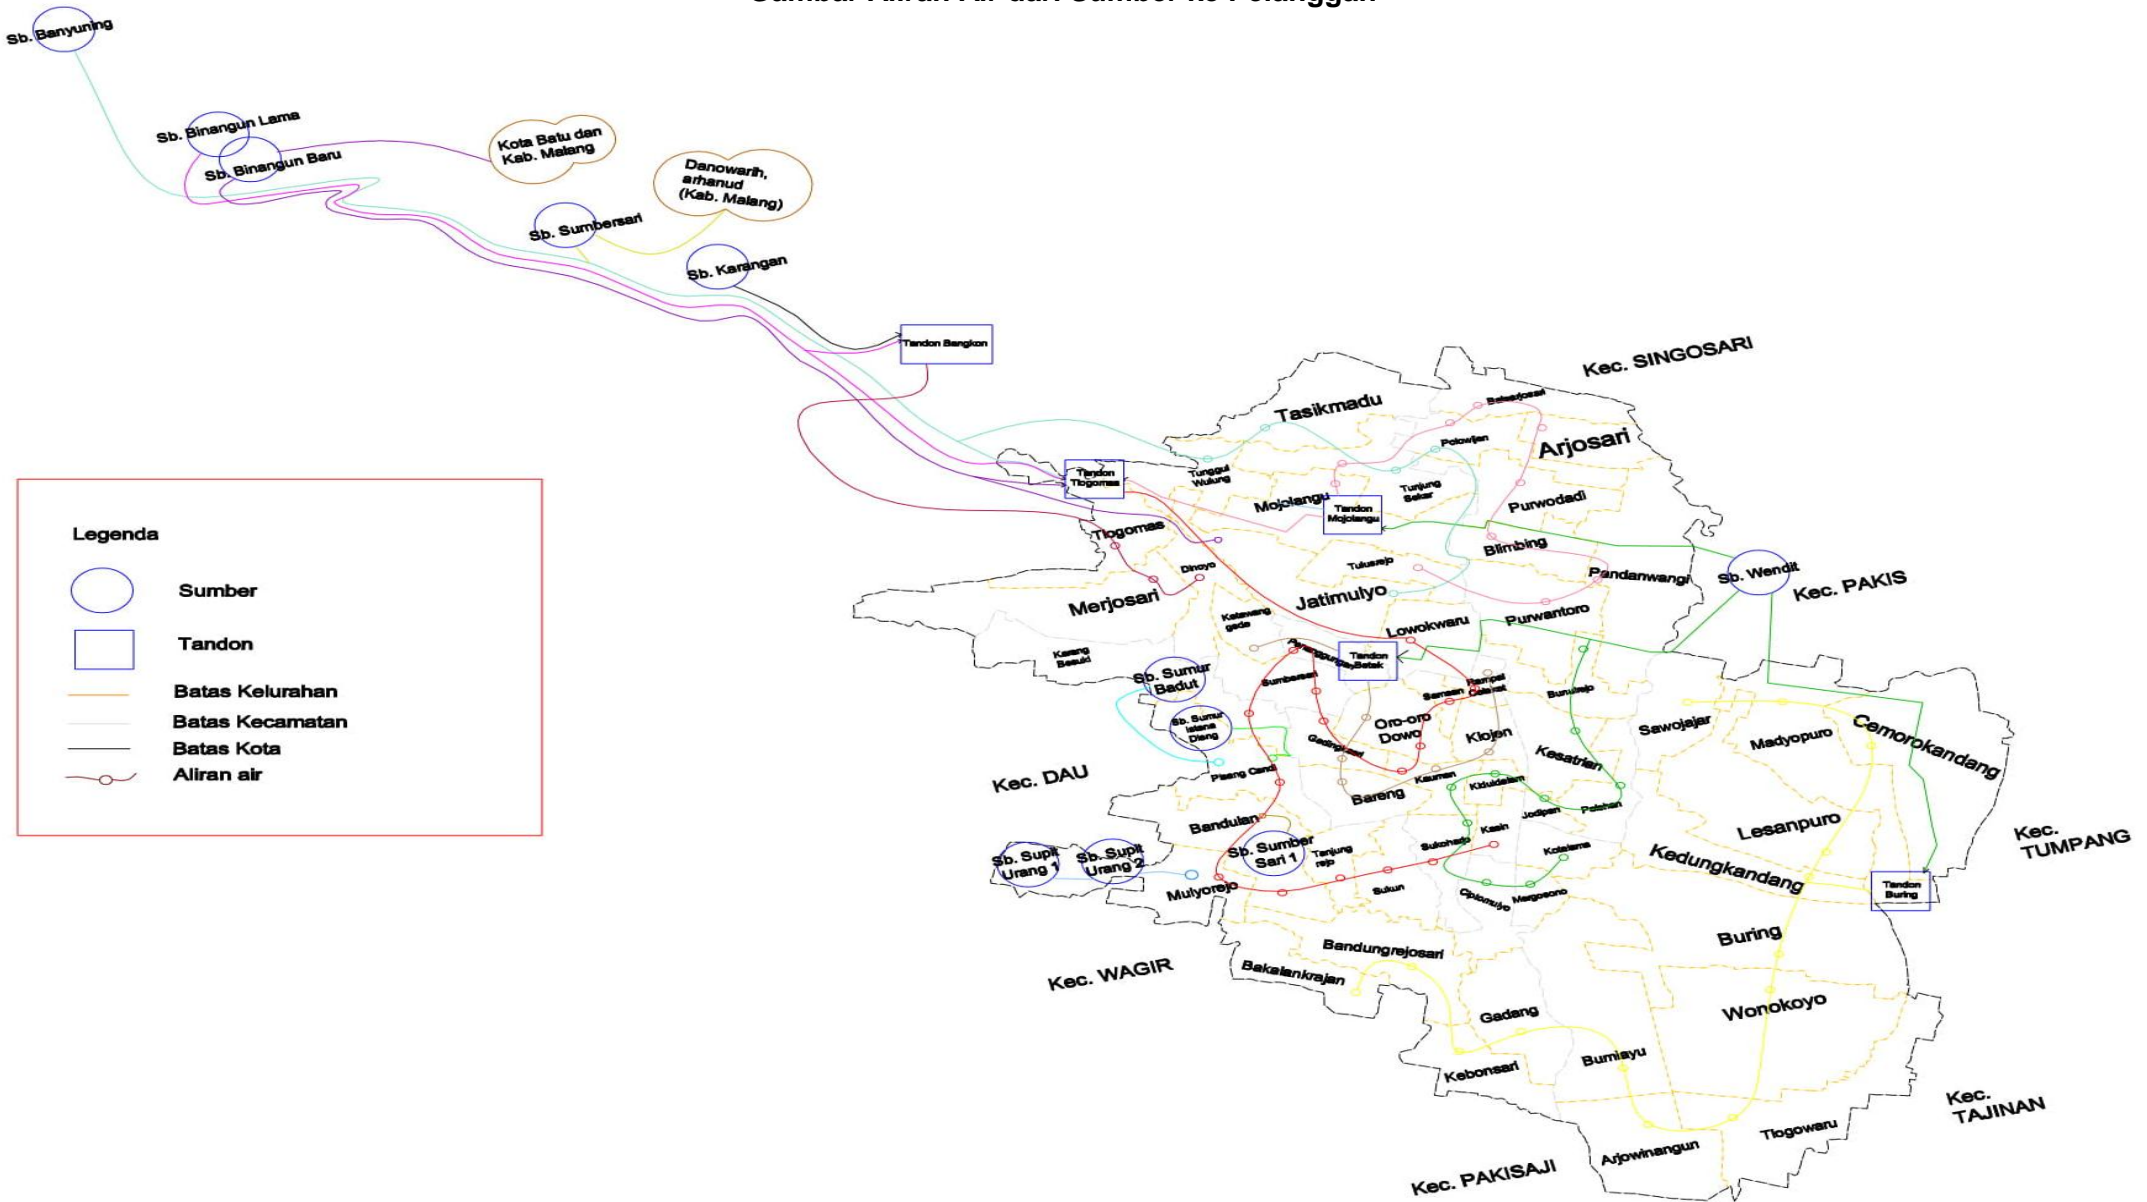 Gambar Aliran Air dari Sumber ke Pelanggan
Sb. Banyuning
Sb. Binangun Lama
Sb. Binangun Baru
Kota Batu dan
Kab. Malang
Danowarih,
arhanud
(Kab. Malang)
Sb. Sumbersari
Sb. Karangan
Tandon Bangkon
Kec. SINGOSARI
Tasikmadu
Balearjosari
Arjosari
Polowijen
Tandon
Tlogomas
Tunggul
Wulung
Mojolangu
Tunjung
Sekar
Tandon
Mojolangu
Purwodadi
Tlogomas
Blimbing
Dinoyo
Tulusrejo
Pandanwangi
Sb. Wendit
Kec. PAKIS
Merjosari
Jatimulyo
Ketawang
gede
Lowokwaru
Purwantoro
Karang
Besuki
Penanggungan
Tandon
Betek
Sb. Sumur
Badut
Sumbersari
Samaan
Rampal
Celaket
Bunulrejo
Sb. Sumur
Istana
Dieng
Oro-oro
Dowo
Klojen
Sawojajar
Madyopuro
Cemorokandang
Gadingkasri
Kesatrian
Kec. DAU
Pisang Candi
Kauman
Kiduldalem
Bareng
Jodipan
Polehan
Bandulan
Lesanpuro
Kec.
TUMPANG
Legenda
Sumber
Tandon
Batas Kelurahan
Batas Kecamatan
Batas Kota
Aliran air
Sb. Supit
Urang 1
Sb. Supit
Urang 2
Sb. Sumber
Sari 1
Tanjung
rejo
Sukoharjo
Kasin
Kotalama
Kedungkandang
Mulyorejo
Sukun
Ciptomulyo
Mergosono
Tandon
Buring
Buring
Bandungrejosari
Kec. WAGIR
Bakalankrajan
Gadang
Wonokoyo
Bumiayu
Kebonsari
Kec.
TAJINAN
Tlogowaru
Arjowinangun
Kec. PAKISAJI